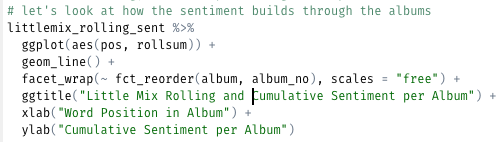 # let's look at how the sentiment builds through the albums
littlemix_rolling_sent %>%
  ggplot(aes(pos, rollsum)) +
  geom_line() +
  facet_wrap(~ fct_reorder(album, album_no), scales = "free") +
  ggtitle("Little Mix Rolling and Cumulative Sentiment per Album") +
  xlab("Word Position in Album") +
  ylab("Cumulative Sentiment per Album")